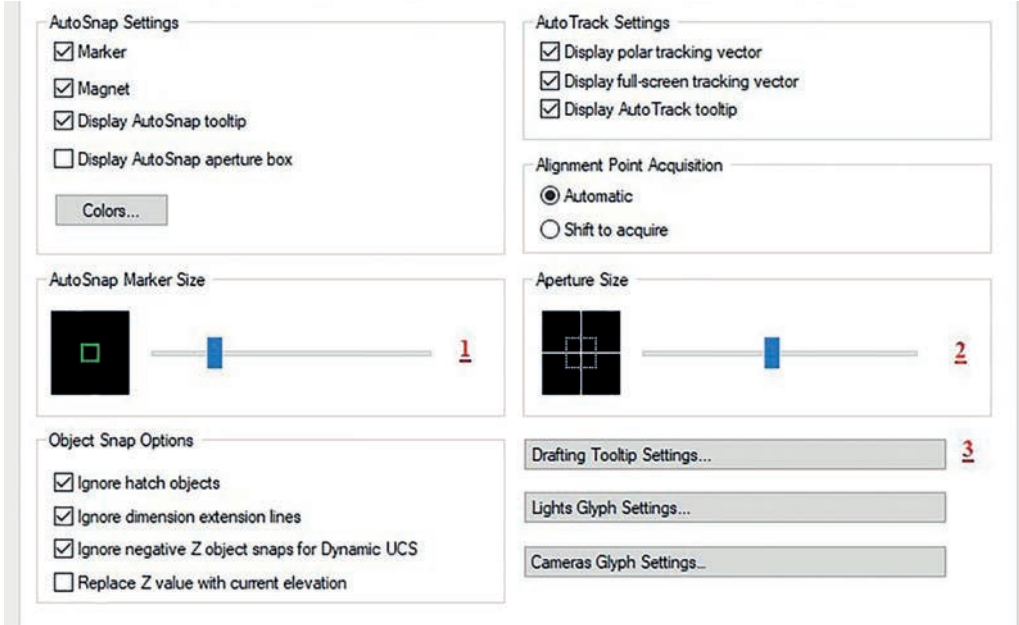 AutoSnap Settings
Marker
Magnet
Display AutoSnap tooltip
Display AutoSnap aperture box
Colors...
AutoTrack Settings
Display polar tracking vector
Display full-screen tracking vector
Display AutoTrack tooltip
Alignment Point Acquisition
Automatic
Shift to acquire
AutoSnap Marker Size
1
Aperture Size
2
Object Snap Options
Ignore hatch objects
Ignore dimension extension lines
Ignore negative Z object snaps for Dynamic UCS
Replace Z value with current elevation
Drafting Tooltip Settings...
3
Lights Glyph Settings...
Cameras Glyph Settings...